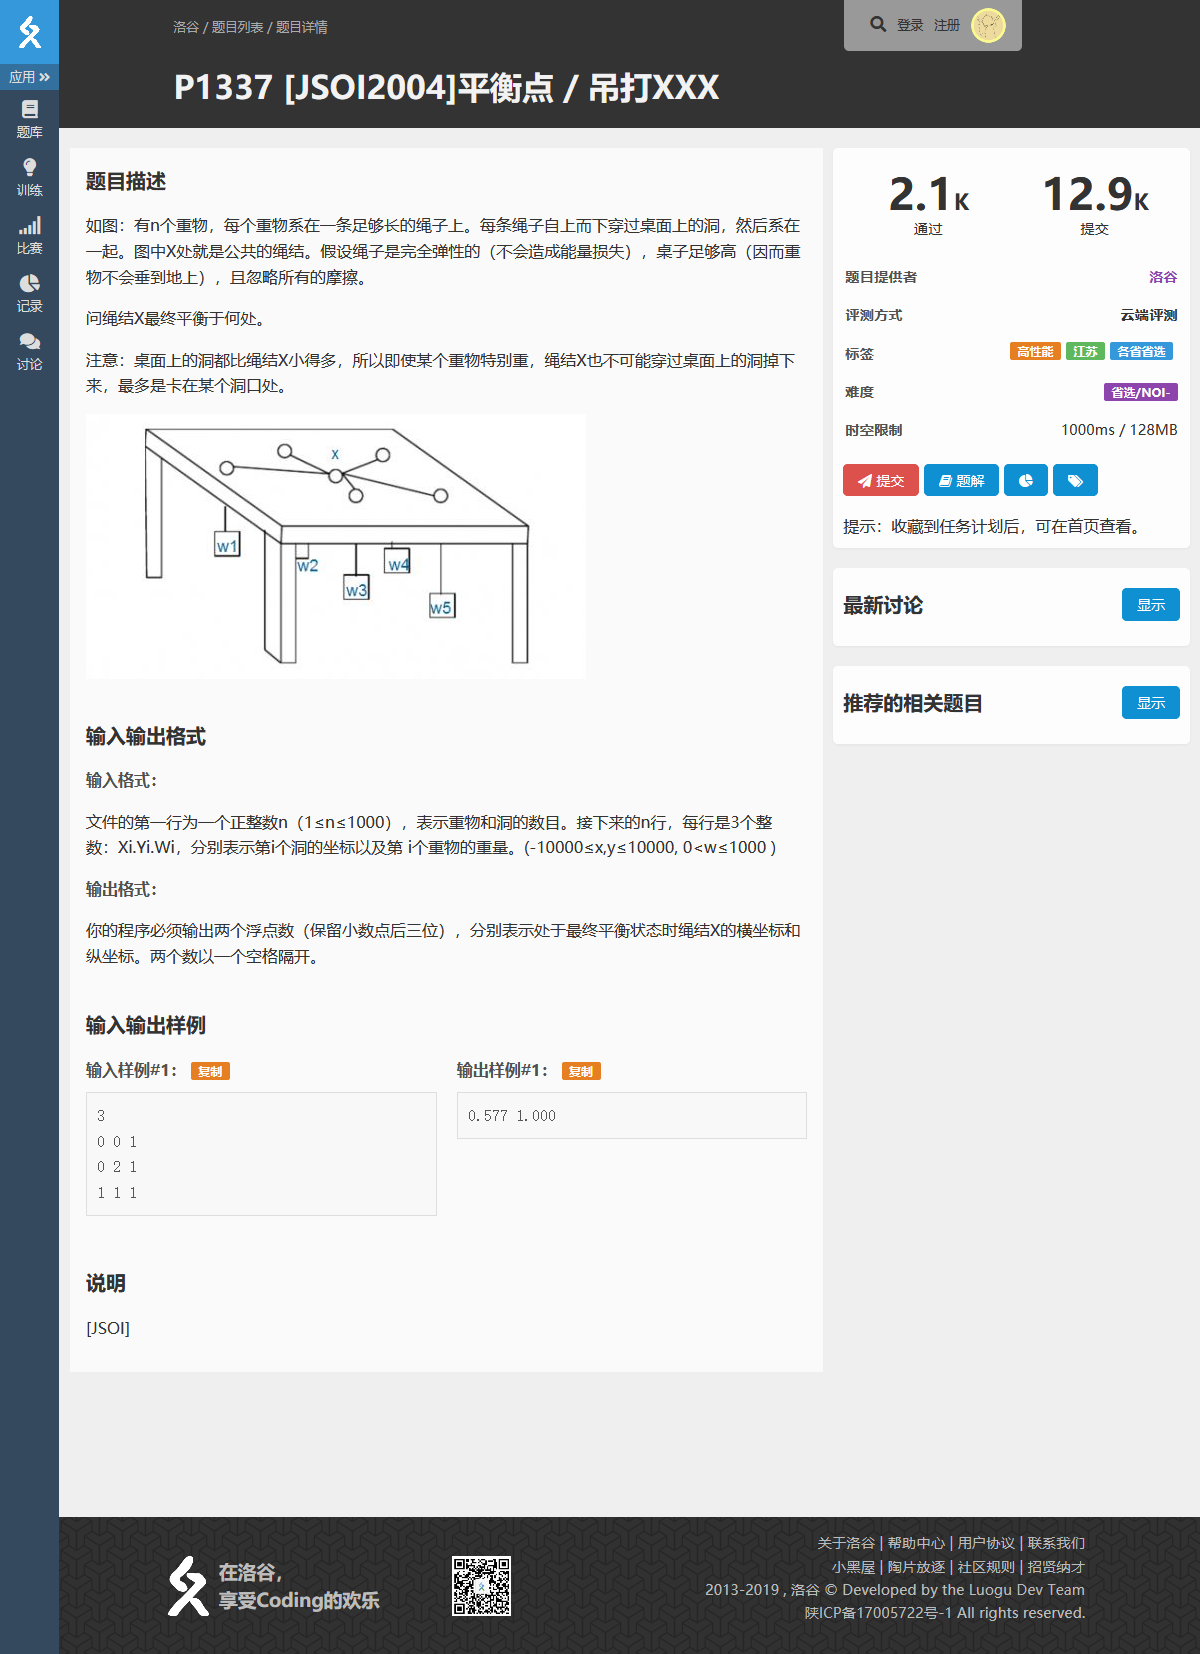 洛谷 / 题目列表 / 题目详情
登录 注册
P1337 [JSOI2004]平衡点 / 吊打XXX
应用
题库
训练
比赛
记录
讨论
题目描述
如图：有n个重物，每个重物系在一条足够长的绳子上。每条绳子自上而下穿过桌面上的洞，然后系在
一起。图中X处就是公共的绳结。假设绳子是完全弹性的（不会造成能量损失），桌子足够高（因而重
物不会垂到地上），且忽略所有的摩擦。
问绳结X最终平衡于何处。
注意：桌面上的洞都比绳结X小得多，所以即使某个重物特别重，绳结X也不可能穿过桌面上的洞掉下
来，最多是卡在某个洞口处。
X
w1
w2
w3
w4
w5
输入输出格式
输入格式：
文件的第一行为一个正整数n（1≤n≤1000），表示重物和洞的数目。接下来的n行，每行是3个整
数：Xi.Yi.Wi，分别表示第i个洞的坐标以及第 i个重物的重量。(-10000≤x,y≤10000, 0<w≤1000 )
输出格式：
你的程序必须输出两个浮点数（保留小数点后三位），分别表示处于最终平衡状态时绳结X的横坐标和
纵坐标。两个数以一个空格隔开。
输入输出样例
输入样例#1： 复制
3
0 0 1
0 2 1
1 1 1
输出样例#1： 复制
0.577 1.000
说明
[JSOI]
2.1K
通过
12.9K
提交
题目提供者 洛谷
评测方式 云端评测
标签 高性能 江苏 各省省选
难度 省选/NOI-
时空限制 1000ms / 128MB
提交 题解
提示：收藏到任务计划后，可在首页查看。
最新讨论 显示
推荐的相关题目 显示
在洛谷，
享受Coding的欢乐
关于洛谷 | 帮助中心 | 用户协议 | 联系我们
小黑屋 | 陶片放逐 | 社区规则 | 招贤纳才
2013-2019 , 洛谷 © Developed by the Luogu Dev Team
陕ICP备17005722号-1 All rights reserved.